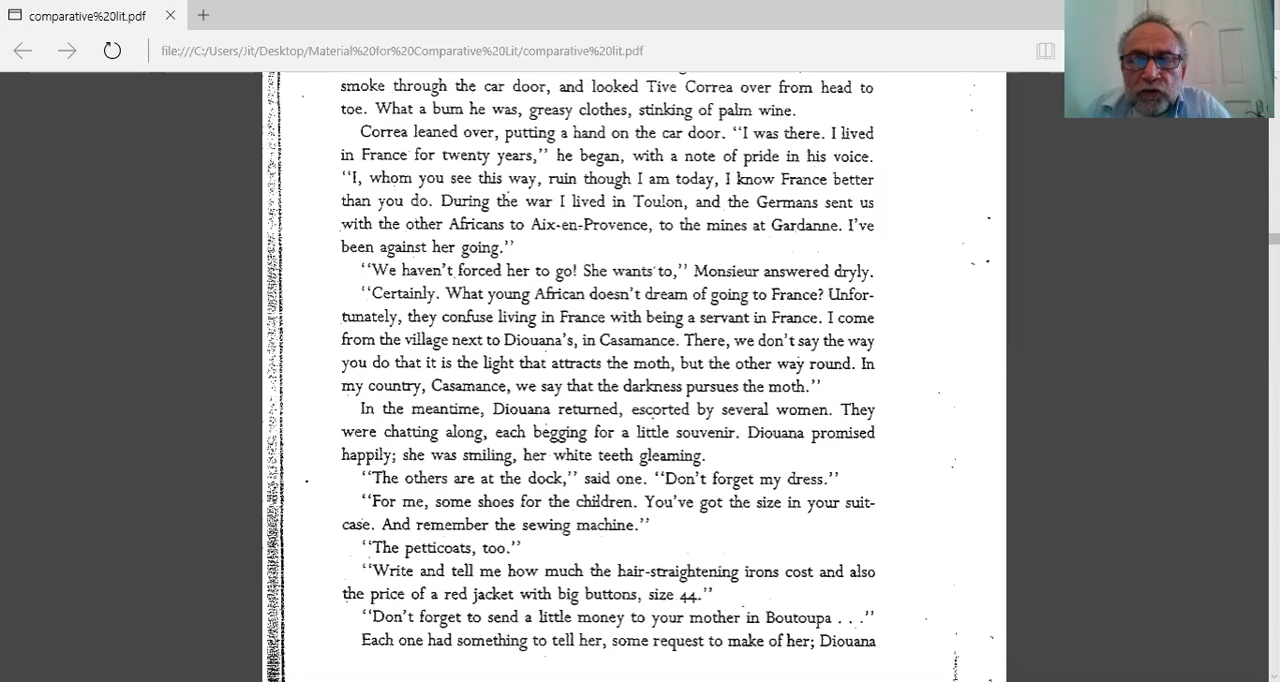 comparative%20lit.pdf
file:///C:/Users/Jit/Desktop/Material%20for%20Comparative%20Lit/comparative%20lit.pdf
smoke through the car door, and looked Tive Correa over from head to
toe. What a bum he was, greasy clothes, stinking of palm wine.
Correa leaned over, putting a hand on the car door. "I was there. I lived
in France for twenty years," he began, with a note of pride in his voice.
"I, whom you see this way, ruin though I am today, I know France better
than you do. During the war I lived in Toulon, and the Germans sent us
with the other Africans to Aix-en-Provence, to the mines at Gardanne. I've
been against her going."
"We haven't forced her to go! She wants to," Monsieur answered dryly.
"Certainly. What young African doesn't dream of going to France? Unfor-
tunately, they confuse living in France with being a servant in France. I come
from the village next to Diouana's, in Casamance. There, we don't say the way
you do that it is the light that attracts the moth, but the other way round. In
my country, Casamance, we say that the darkness pursues the moth."
In the meantime, Diouana returned, escorted by several women. They
were chatting along, each begging for a little souvenir. Diouana promised
happily; she was smiling, her white teeth gleaming.
"The others are at the dock," said one. "Don't forget my dress."
"For me, some shoes for the children. You've got the size in your suit-
case. And remember the sewing machine."
"The petticoats, too."
"Write and tell me how much the hair-straightening irons cost and also
the price of a red jacket with big buttons, size 44."
"Don't forget to send a little money to your mother in Boutoupa . . ."
Each one had something to tell her, some request to make of her; Diouana